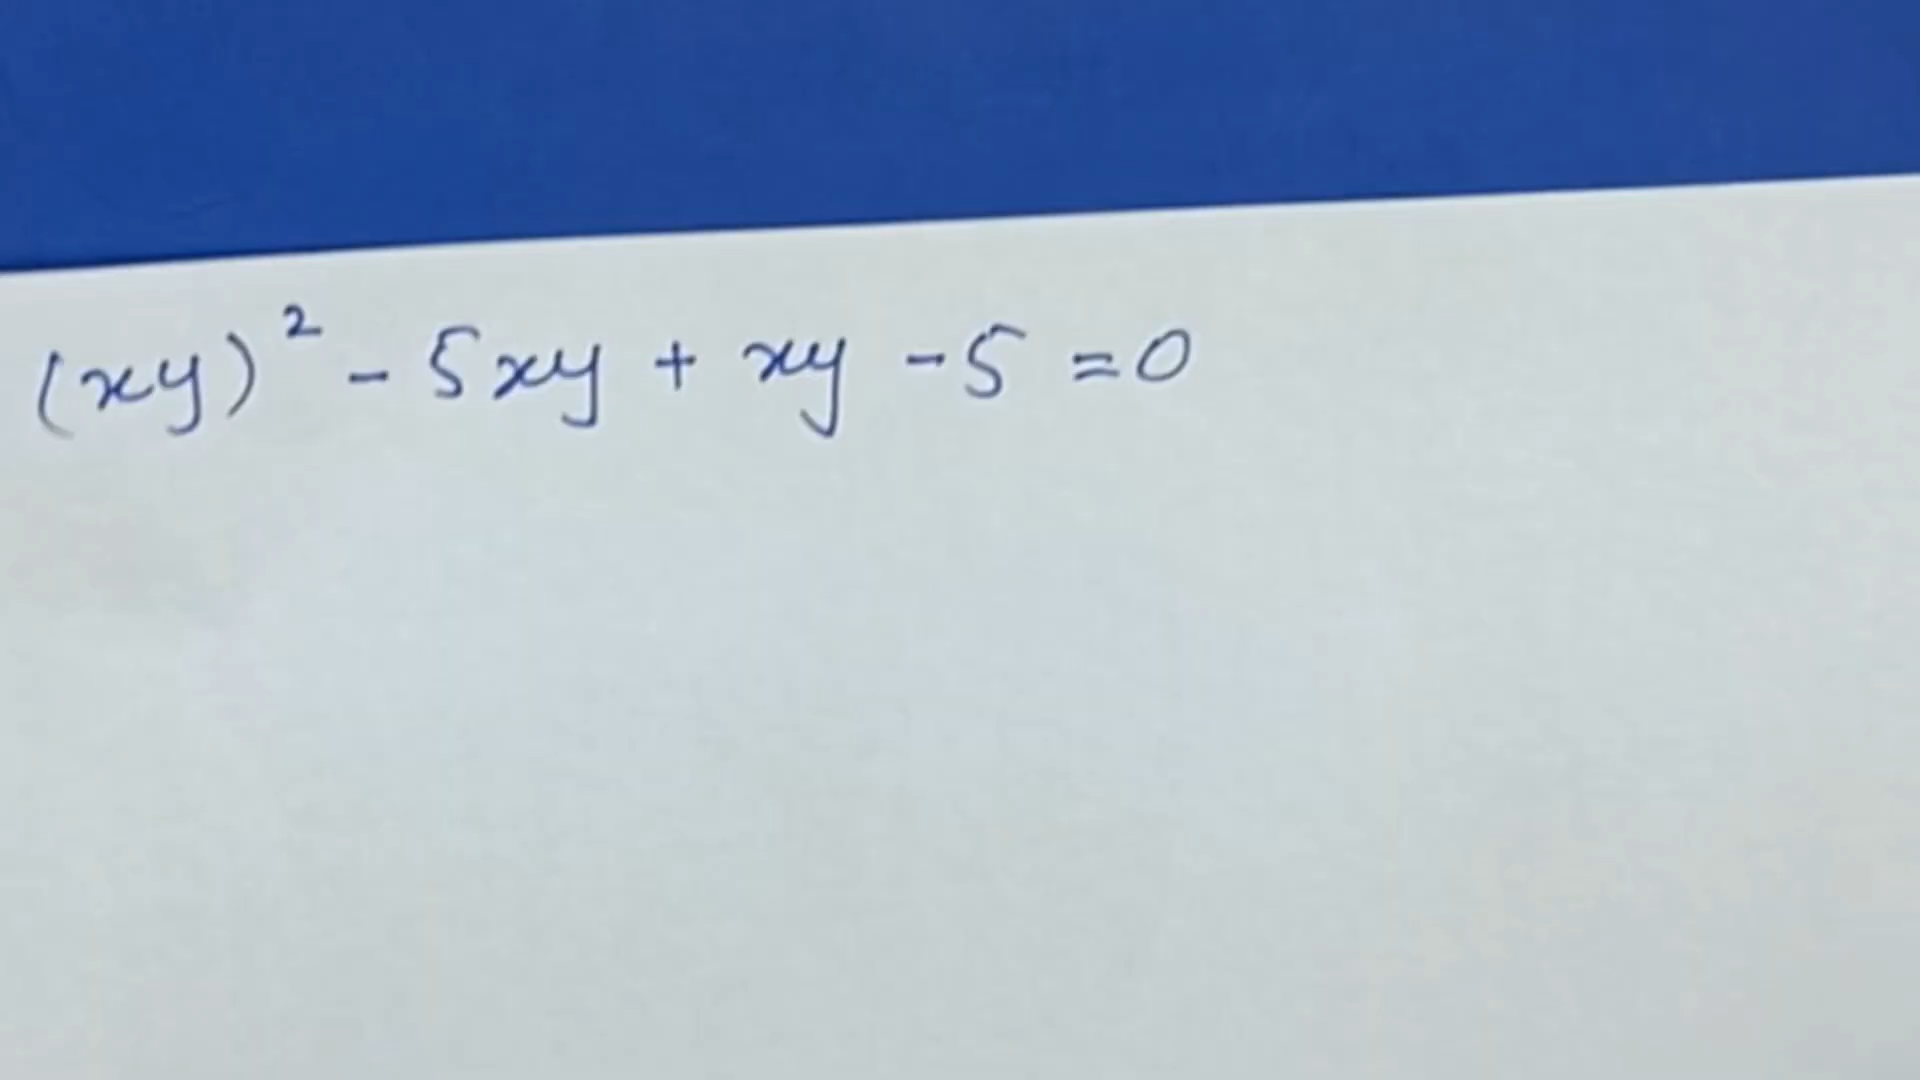 (xy)² - 5xy + xy - 5 = 0